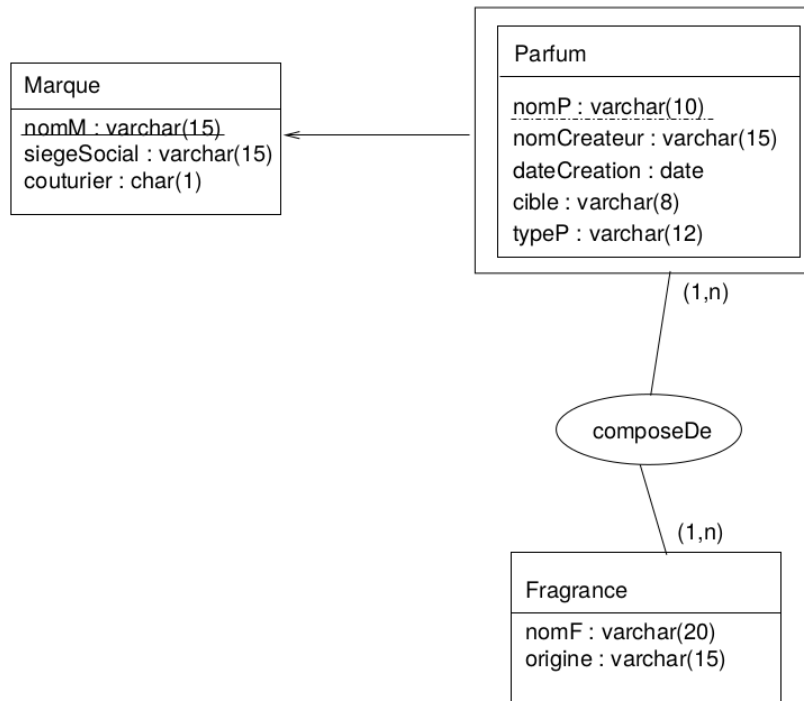 Marque
nomM : varchar(15)
siegeSocial : varchar(15)
couturier : char(1)
Parfum
nomP : varchar(10)
nomCreateur : varchar(15)
dateCreation : date
cible : varchar(8)
typeP : varchar(12)
(1,n)
composeDe
(1,n)
Fragrance
nomF : varchar(20)
origine : varchar(15)